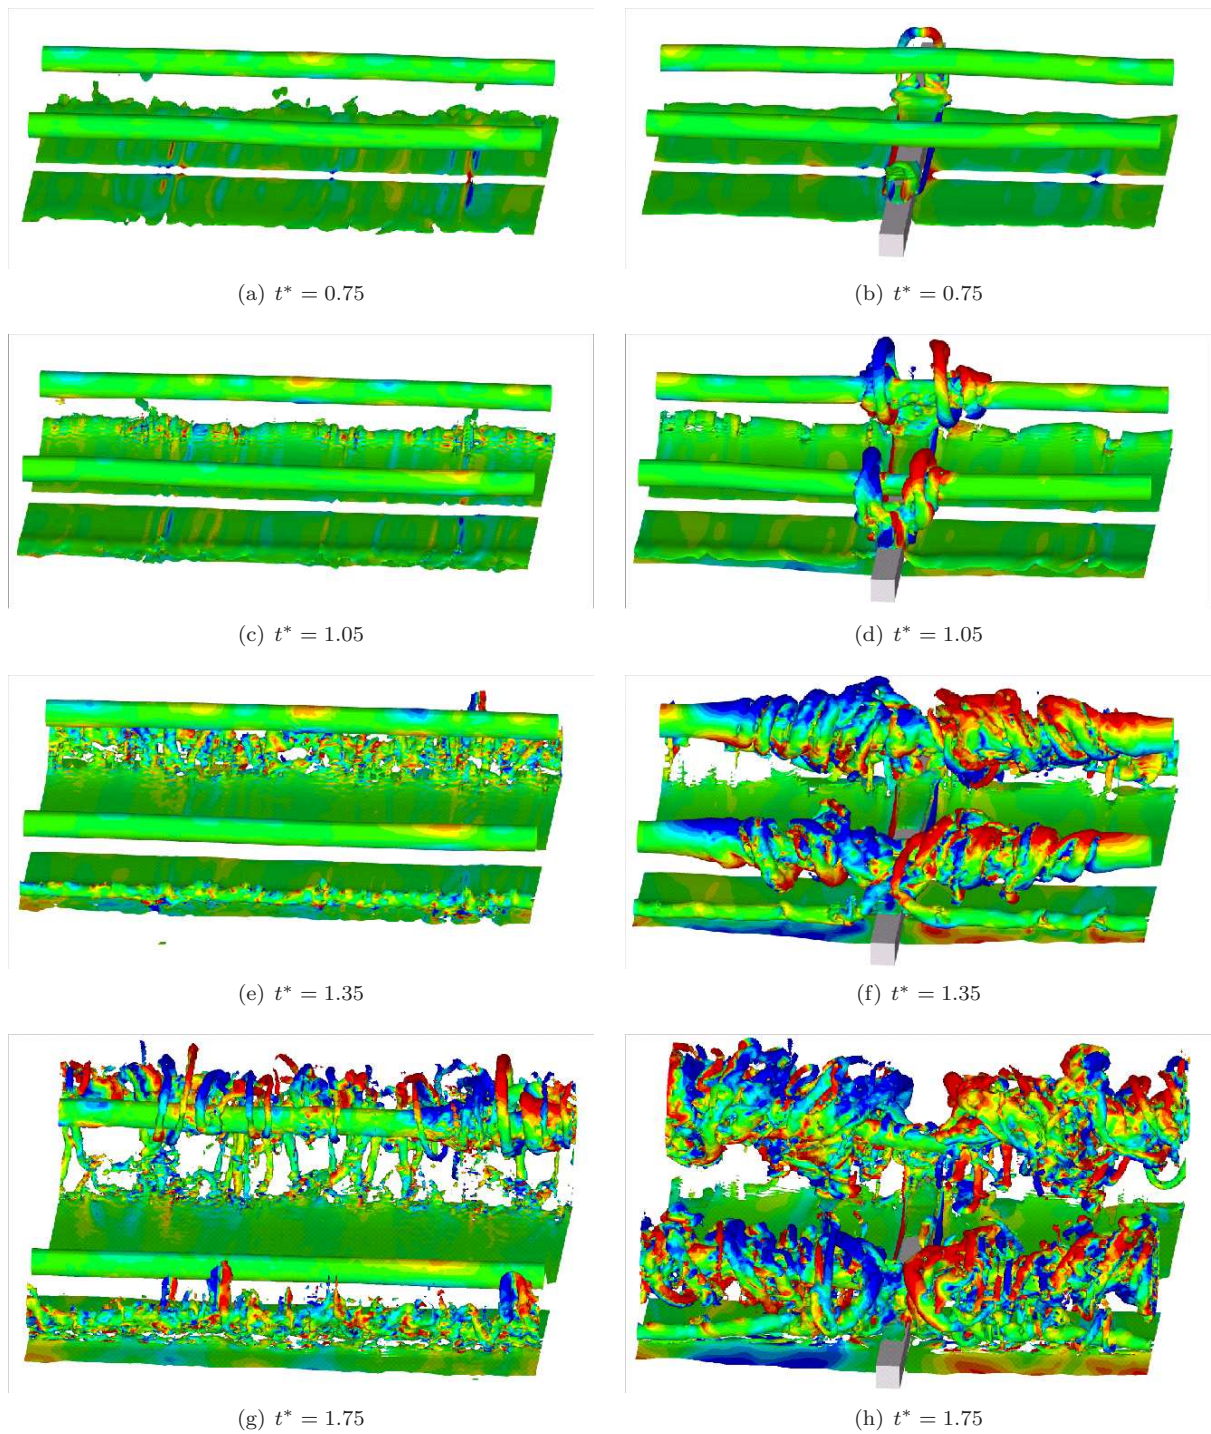 (a) t* = 0.75
(b) t* = 0.75
(c) t* = 1.05
(d) t* = 1.05
(e) t* = 1.35
(f) t* = 1.35
(g) t* = 1.75
(h) t* = 1.75